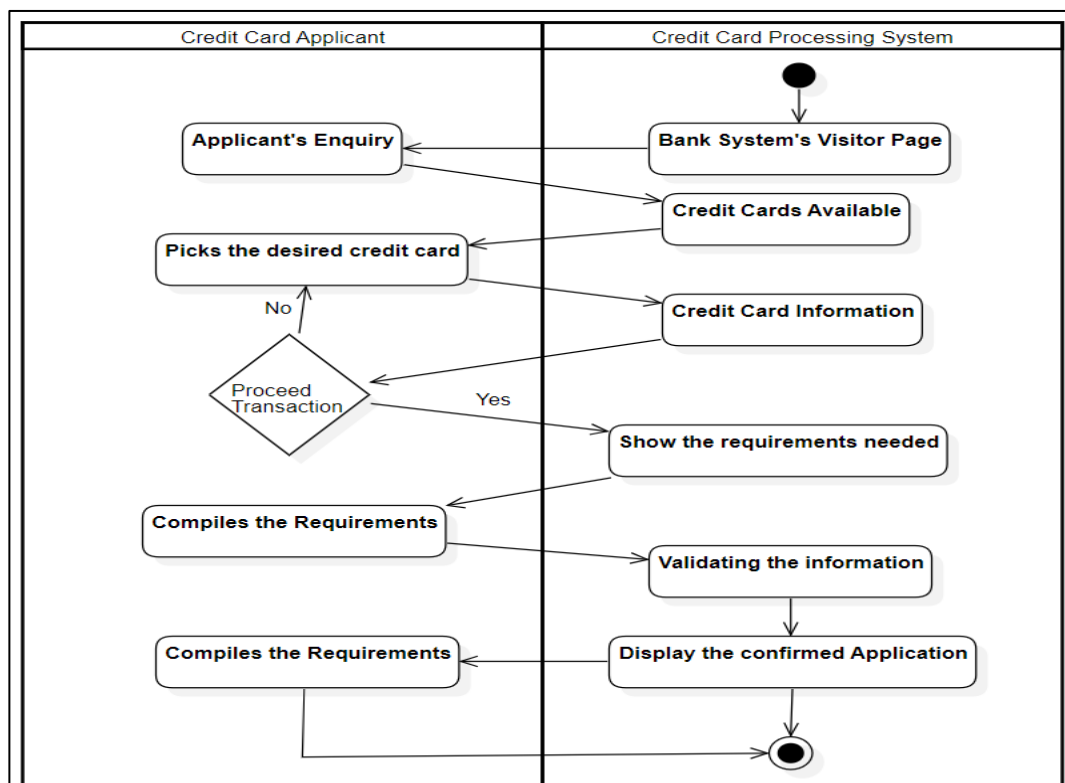 Credit Card Applicant
Credit Card Processing System
Applicant's Enquiry
Bank System's Visitor Page
Credit Cards Available
Picks the desired credit card
No
Credit Card Information
Proceed
Transaction
Yes
Show the requirements needed
Compiles the Requirements
Validating the information
Compiles the Requirements
Display the confirmed Application